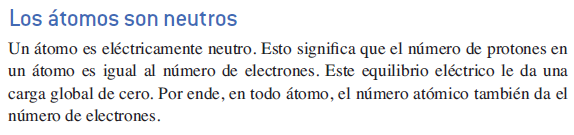 Los átomos son neutros
Un átomo es eléctricamente neutro. Esto significa que el número de protones en
un átomo es igual al número de electrones. Este equilibrio eléctrico le da una
carga global de cero. Por ende, en todo átomo, el número atómico también da el
número de electrones.